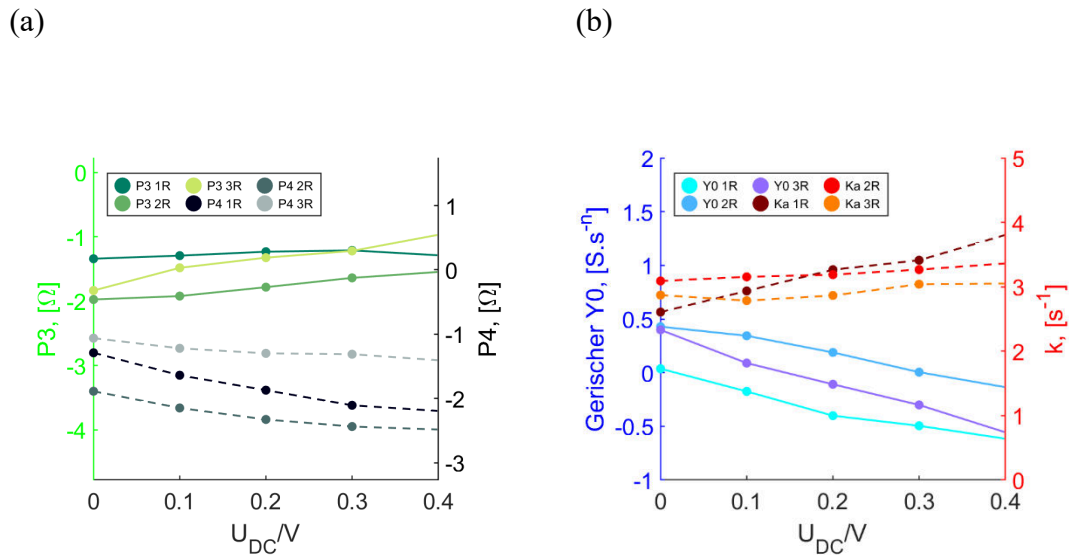 (a)
(b)
0
-1
-2
-3
-4
P3, [Ω]
P3 1R P3 3R P4 2R
P3 2R P4 1R P4 3R
1
0
-1
-2
-3
P4, [Ω]
0 0.1 0.2 0.3 0.4
U_DC/V
2
1.5
1
0.5
0
-0.5
-1
Gerischer Y0, [S.s^-n]
Y0 1R Y0 3R Ka 2R
Y0 2R Ka 1R Ka 3R
5
4
3
2
1
0
k, [s^-1]
0 0.1 0.2 0.3 0.4
U_DC/V